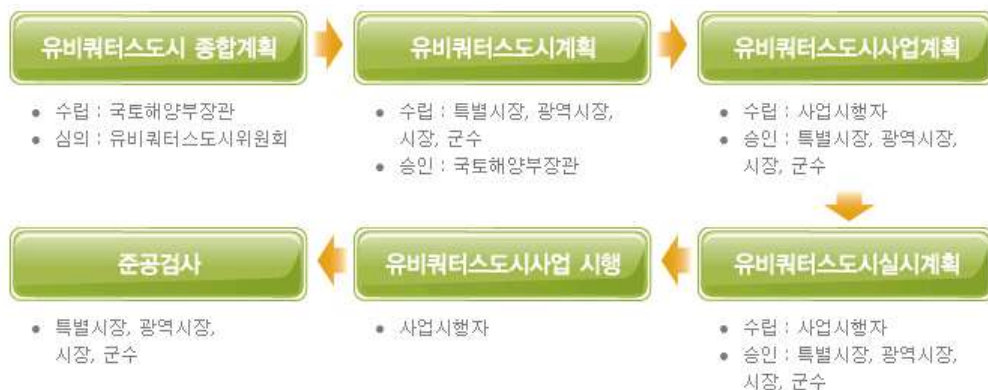 유비쿼터스도시 종합계획
• 수립 : 국토해양부장관
• 심의 : 유비쿼터스도시위원회
유비쿼터스도시계획
• 수립 : 특별시장, 광역시장,
시장, 군수
• 승인 : 국토해양부장관
유비쿼터스도시사업계획
• 수립 : 사업시행자
• 승인 : 특별시장, 광역시장,
시장, 군수
유비쿼터스도시실시계획
• 수립 : 사업시행자
• 승인 : 특별시장, 광역시장,
시장, 군수
유비쿼터스도시사업 시행
• 사업시행자
준공검사
• 특별시장, 광역시장,
시장, 군수